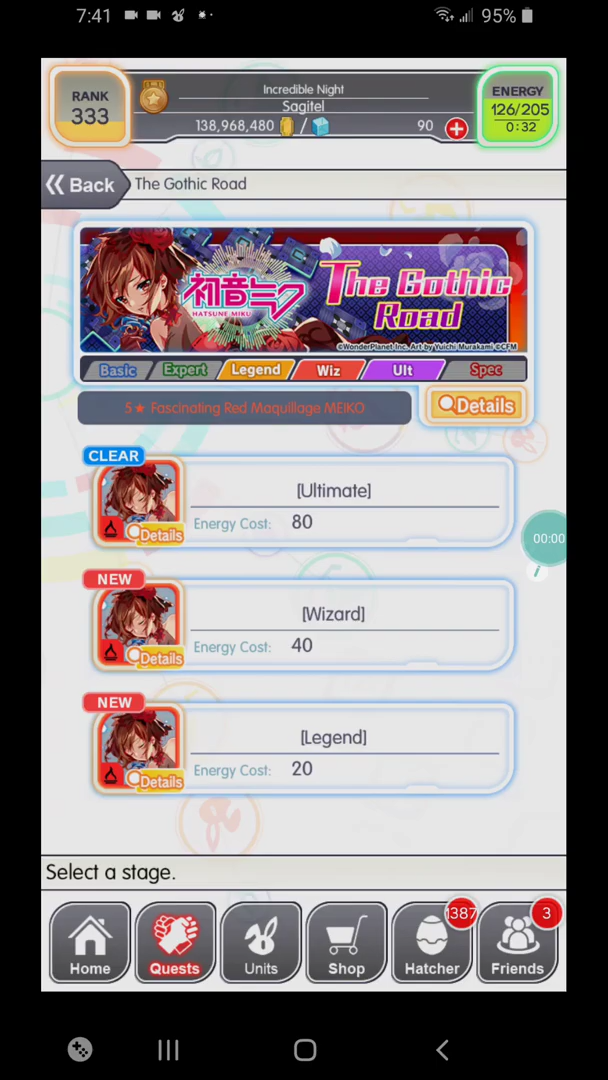 7:41
95%
RANK
333
Incredible Night
Sagitel
138,968,480 /
90
ENERGY
126/205
0:32
Back
The Gothic Road
初音ミク
HATSUNE MIKU
The Gothic
Road
©WonderPlanet Inc. Art by Yuichi Murakami ©CFM
Basic
Expert
Legend
Wiz
Ult
Spec
5★ Fascinating Red Maquillage MEIKO
Details
CLEAR
[Ultimate]
Energy Cost: 80
Details
00:00
NEW
[Wizard]
Energy Cost: 40
Details
NEW
[Legend]
Energy Cost: 20
Details
Select a stage.
Home
Quests
Units
Shop
1387
Hatcher
3
Friends